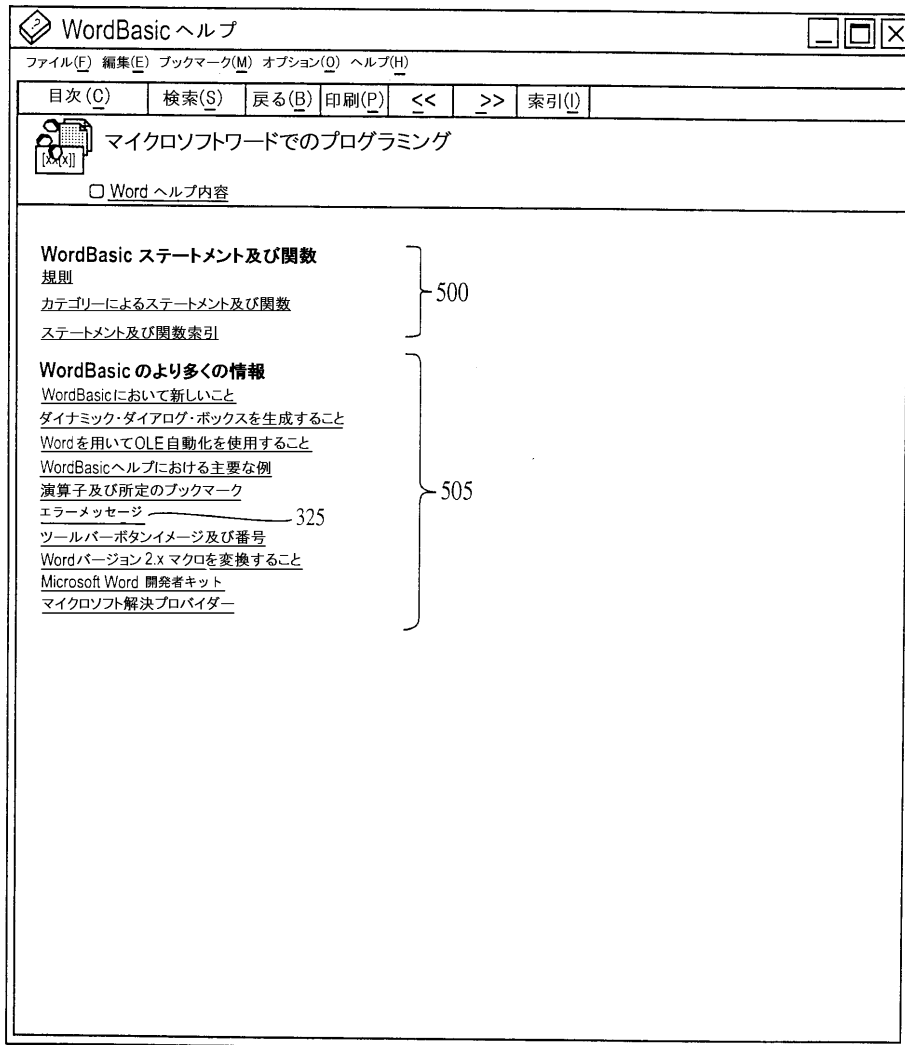 WordBasic ヘルプ
ファイル(F) 編集(E) ブックマーク(M) オプション(O) ヘルプ(H)
目次 (C) 検索(S) 戻る(B) 印刷(P) << >> 索引(I)
[xx[x]] マイクロソフトワードでのプログラミング
Word ヘルプ内容
WordBasic ステートメント及び関数
規則
カテゴリーによるステートメント及び関数
500
ステートメント及び関数索引
WordBasic のより多くの情報
WordBasicにおいて新しいこと
ダイナミック・ダイアログ・ボックスを生成すること
Wordを用いてOLE自動化を使用すること
WordBasicヘルプにおける主要な例
演算子及び所定のブックマーク
505
エラーメッセージ 325
ツールバーボタンイメージ及び番号
Wordバージョン 2.x マクロを変換すること
Microsoft Word 開発者キット
マイクロソフト解決プロバイダー